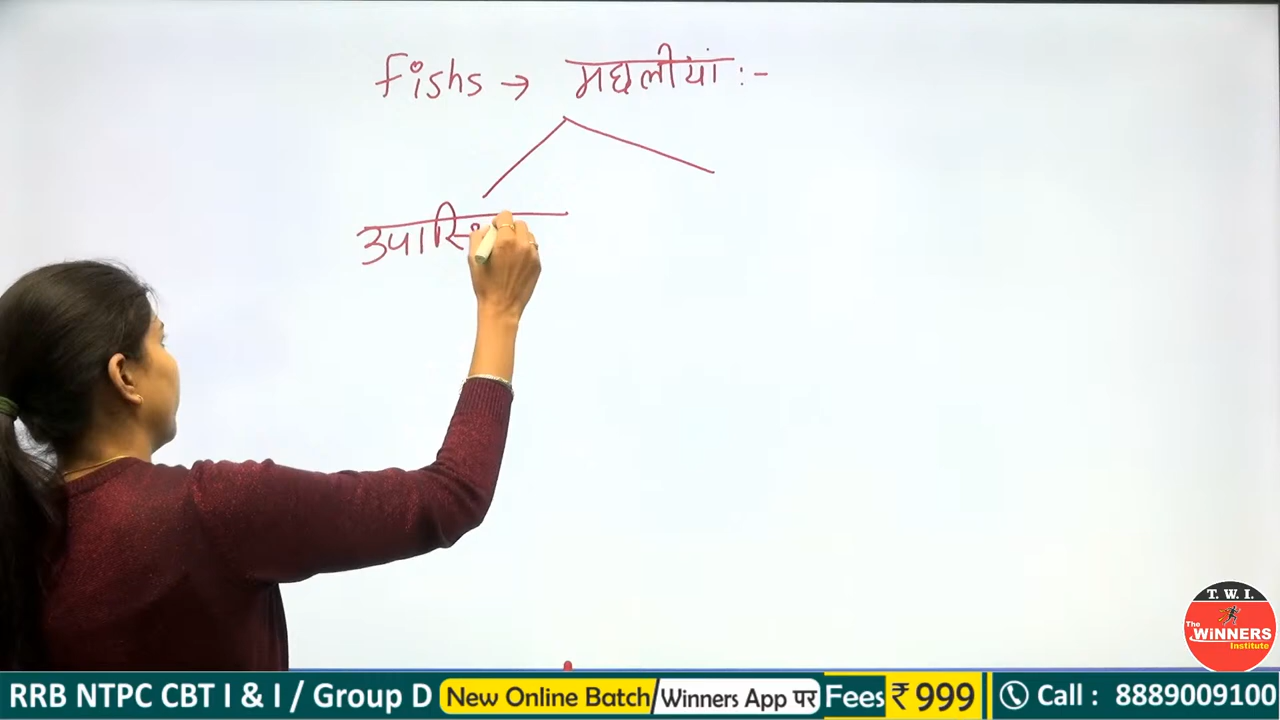 fishs → मछलीयां :-
उपास्थि
T. W. I.
The WiNNERS Institute
RRB NTPC CBT I & I / Group D New Online Batch/Winners App पर Fees ₹ 999 Call : 8889009100